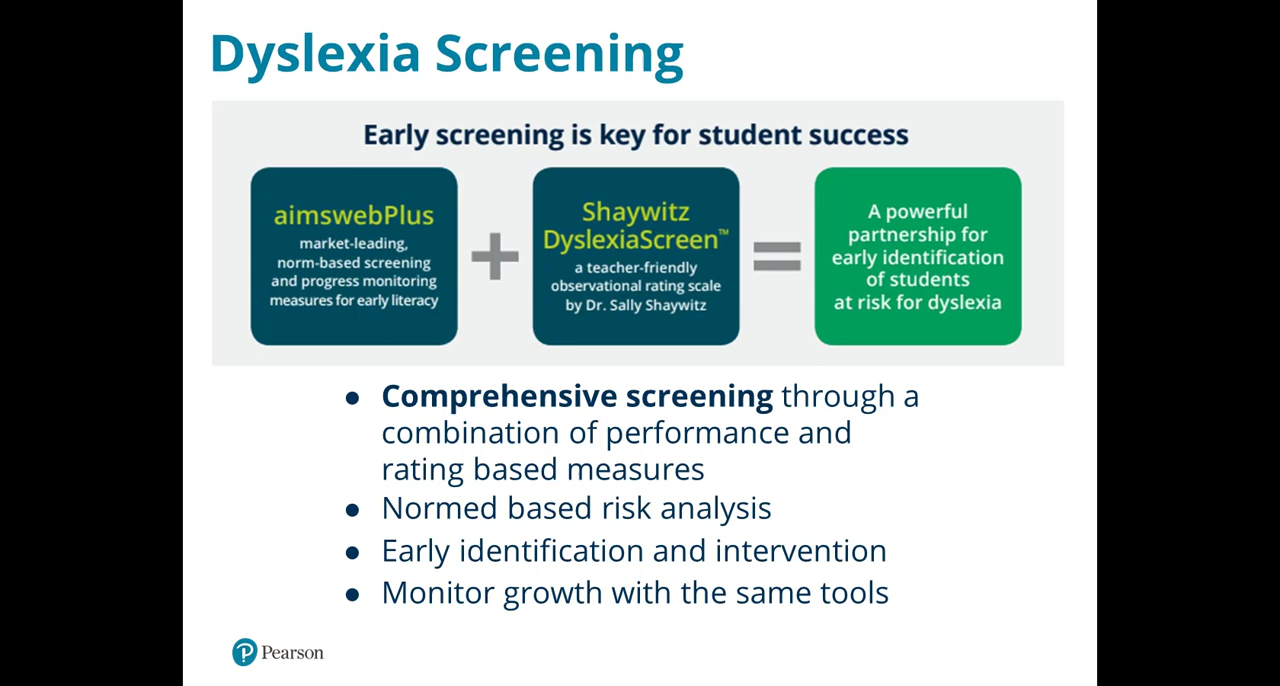 Dyslexia Screening
Early screening is key for student success
aimswebPlus
market-leading,
norm-based screening
and progress monitoring
measures for early literacy
+
Shaywitz
DyslexiaScreen™
a teacher-friendly
observational rating scale
by Dr. Sally Shaywitz
=
A powerful
partnership for
early identification
of students
at risk for dyslexia
● Comprehensive screening through a
combination of performance and
rating based measures
● Normed based risk analysis
● Early identification and intervention
● Monitor growth with the same tools
Pearson